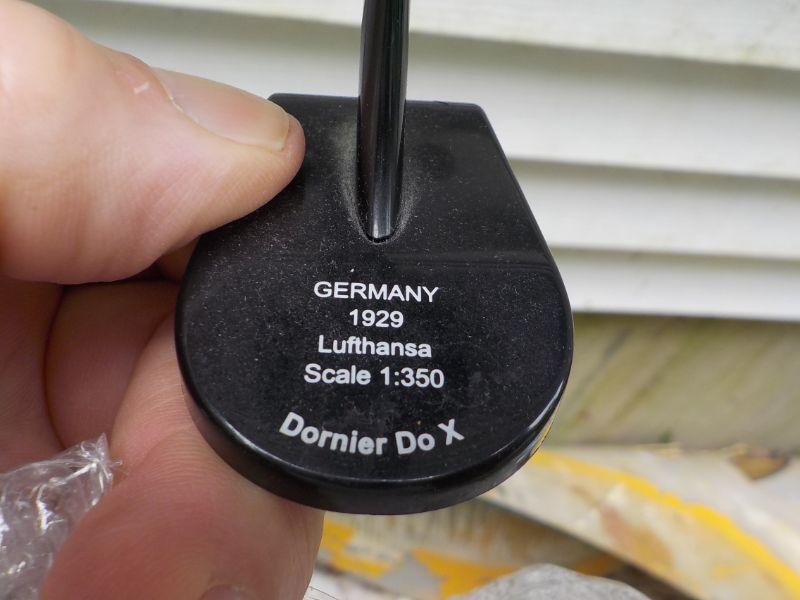 GERMANY
1929
Lufthansa
Scale 1:350
Dornier Do X